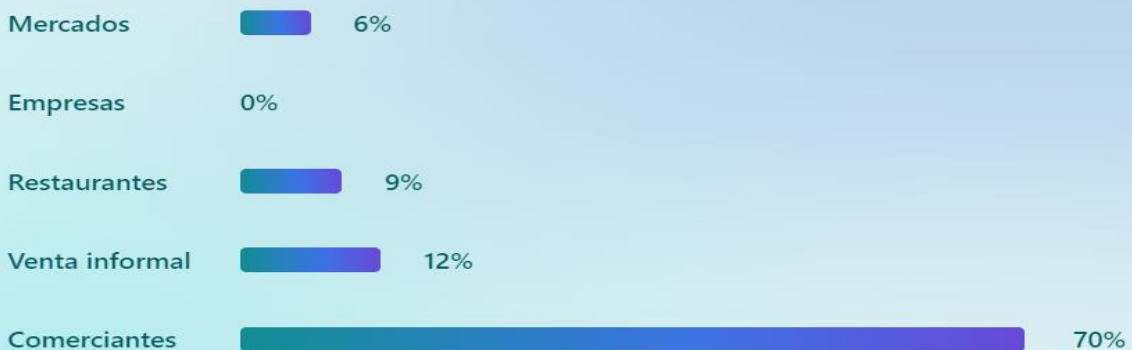 Mercados 6%
Empresas 0%
Restaurantes 9%
Venta informal 12%
Comerciantes 70%